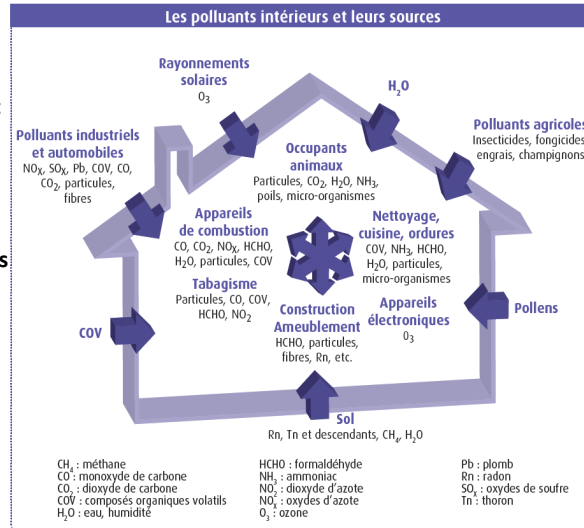 Les polluants intérieurs et leurs sources
Rayonnements
solaires
O₃
H₂O
Polluants industriels
et automobiles
NOX, SOX, Pb, COV, CO,
CO₂, particules,
fibres
Polluants agricoles
Insecticides, fongicides
engrais, champignons
Occupants
animaux
Particules, CO₂, H₂O, NH₃,
poils, micro-organismes
Appareils
de combustion
CO, CO₂, NOX, HCHO,
H₂O, particules, COV
Nettoyage,
cuisine, ordures
COV, NH₃, HCHO,
H₂O, particules,
micro-organismes
s
Tabagisme
Particules, CO, COV,
HCHO, NO₂
Construction
Ameublement
HCHO, particules,
fibres, Rn, etc.
Appareils
électroniques
O₃
COV
Pollens
Sol
Rn, Tn et descendants, CH₄, H₂O
CH₄ : méthane
CO : monoxyde de carbone
CO₂ : dioxyde de carbone
COV : composés organiques volatils
H₂O : eau, humidité
HCHO : formaldéhyde
NH₃ : ammoniac
NO₂ : dioxyde d'azote
NOX : oxydes d'azote
O₃ : ozone
Pb : plomb
Rn : radon
SOX : oxydes de soufre
Tn : thoron